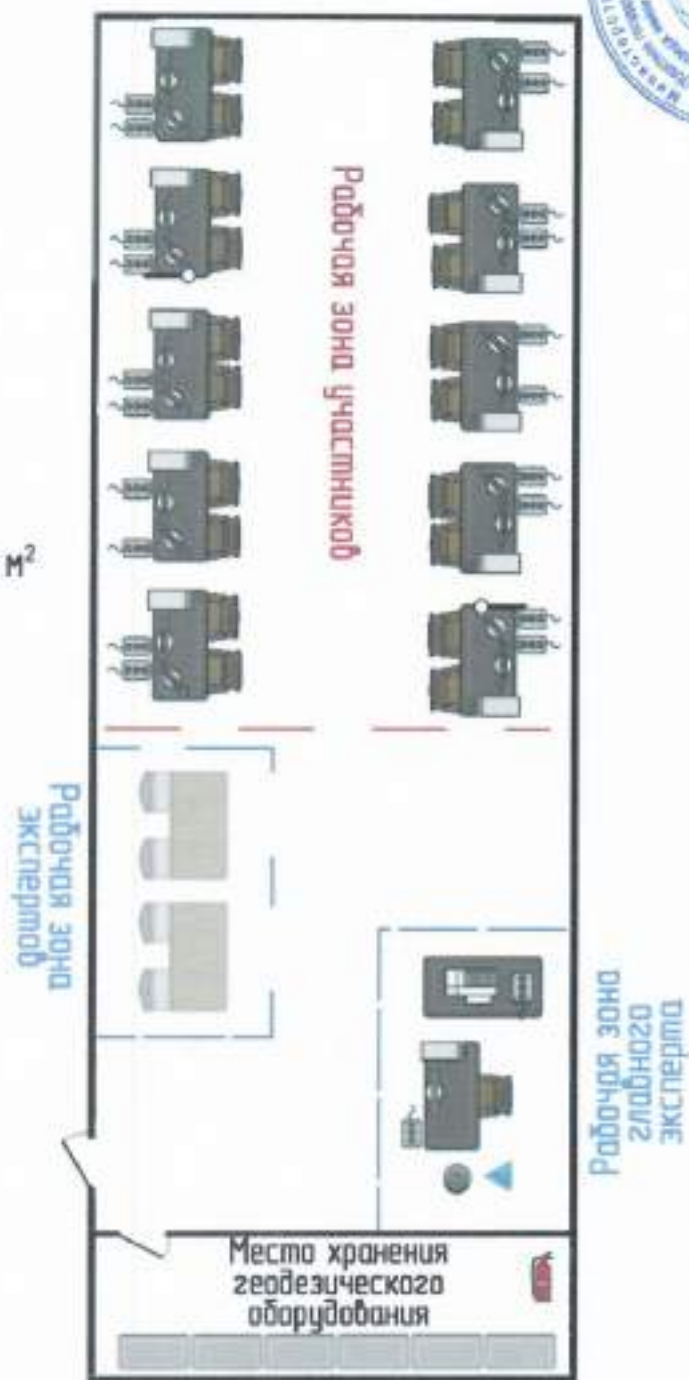 Рабочая зона участников
м²
Рабочая зона
экспертов
Рабочая зона
главного
эксперта
Место хранения
геодезического
оборудования